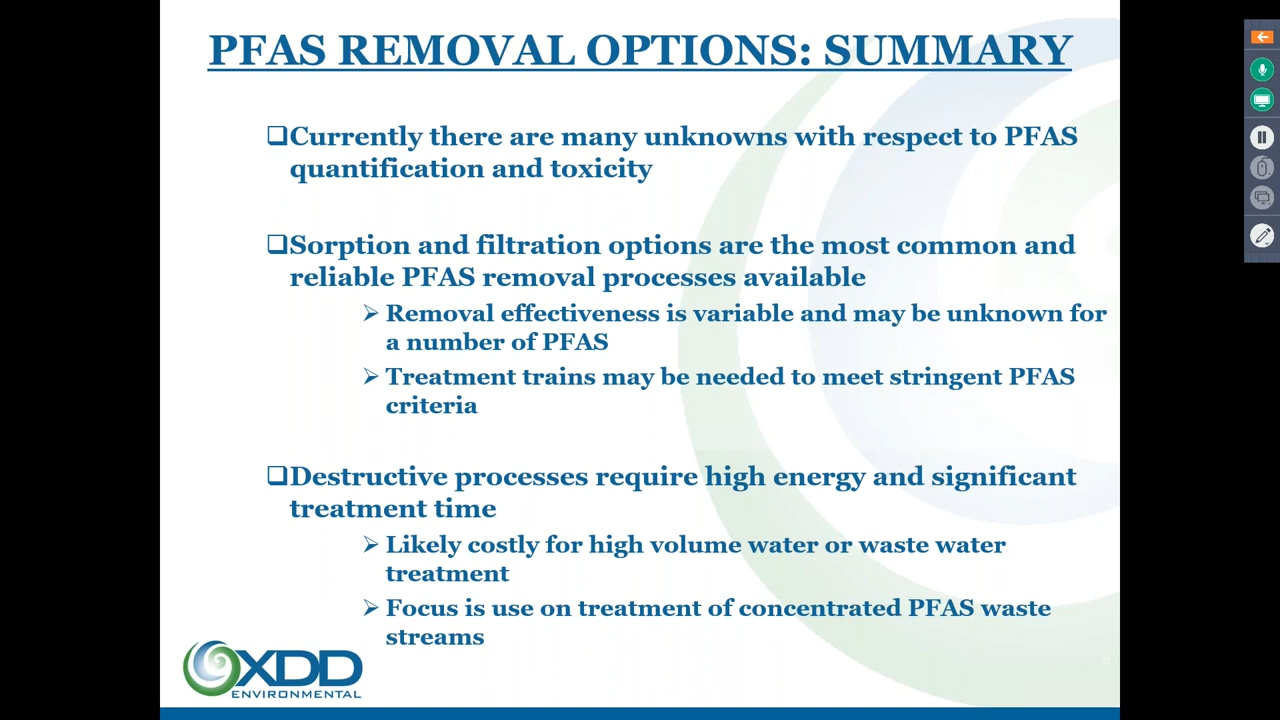 PFAS REMOVAL OPTIONS: SUMMARY
❑Currently there are many unknowns with respect to PFAS
quantification and toxicity
❑Sorption and filtration options are the most common and
reliable PFAS removal processes available
➢ Removal effectiveness is variable and may be unknown for
a number of PFAS
➢ Treatment trains may be needed to meet stringent PFAS
criteria
❑Destructive processes require high energy and significant
treatment time
➢ Likely costly for high volume water or waste water
treatment
➢ Focus is use on treatment of concentrated PFAS waste
streams
XDD
ENVIRONMENTAL